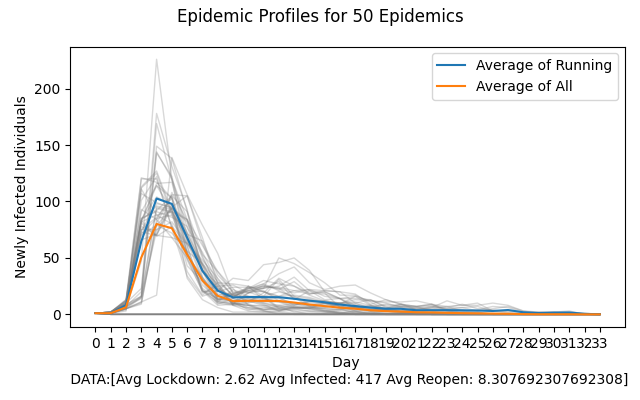 Epidemic Profiles for 50 Epidemics
Average of Running
Average of All
Newly Infected Individuals
200
150
100
50
0
0 1 2 3 4 5 6 7 8 9 10 11 12 13 14 15 16 17 18 19 20 21 22 23 24 25 26 27 28 29 30 31 32 33
Day
DATA:[Avg Lockdown: 2.62 Avg Infected: 417 Avg Reopen: 8.307692307692308]